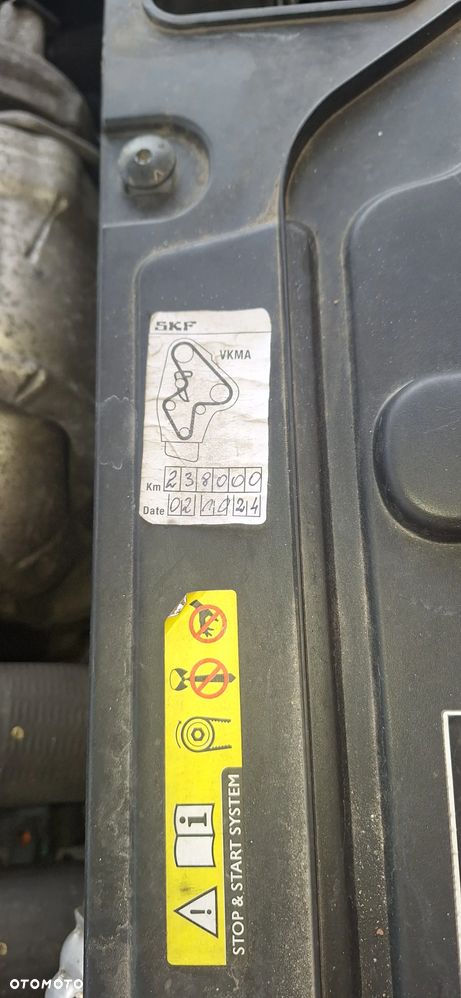 SKF
VKMA
Km 238000
Date 02 10 24
STOP & START SYSTEM
OTOMOTO